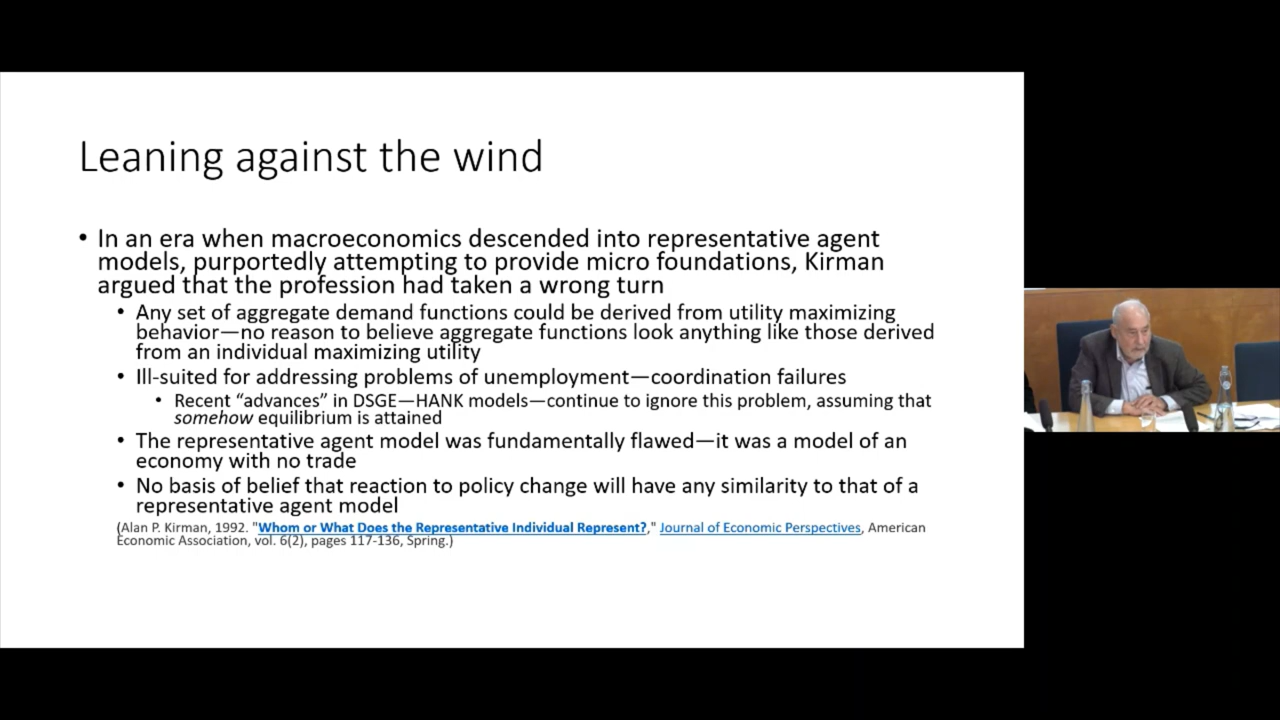 Leaning against the wind
• In an era when macroeconomics descended into representative agent
models, purportedly attempting to provide micro foundations, Kirman
argued that the profession had taken a wrong turn
• Any set of aggregate demand functions could be derived from utility maximizing
behavior—no reason to believe aggregate functions look anything like those derived
from an individual maximizing utility
• Ill-suited for addressing problems of unemployment—coordination failures
• Recent “advances” in DSGE—HANK models—continue to ignore this problem, assuming that
somehow equilibrium is attained
• The representative agent model was fundamentally flawed—it was a model of an
economy with no trade
• No basis of belief that reaction to policy change will have any similarity to that of a
representative agent model
(Alan P. Kirman, 1992. "Whom or What Does the Representative Individual Represent?," Journal of Economic Perspectives, American
Economic Association, vol. 6(2), pages 117-136, Spring.)